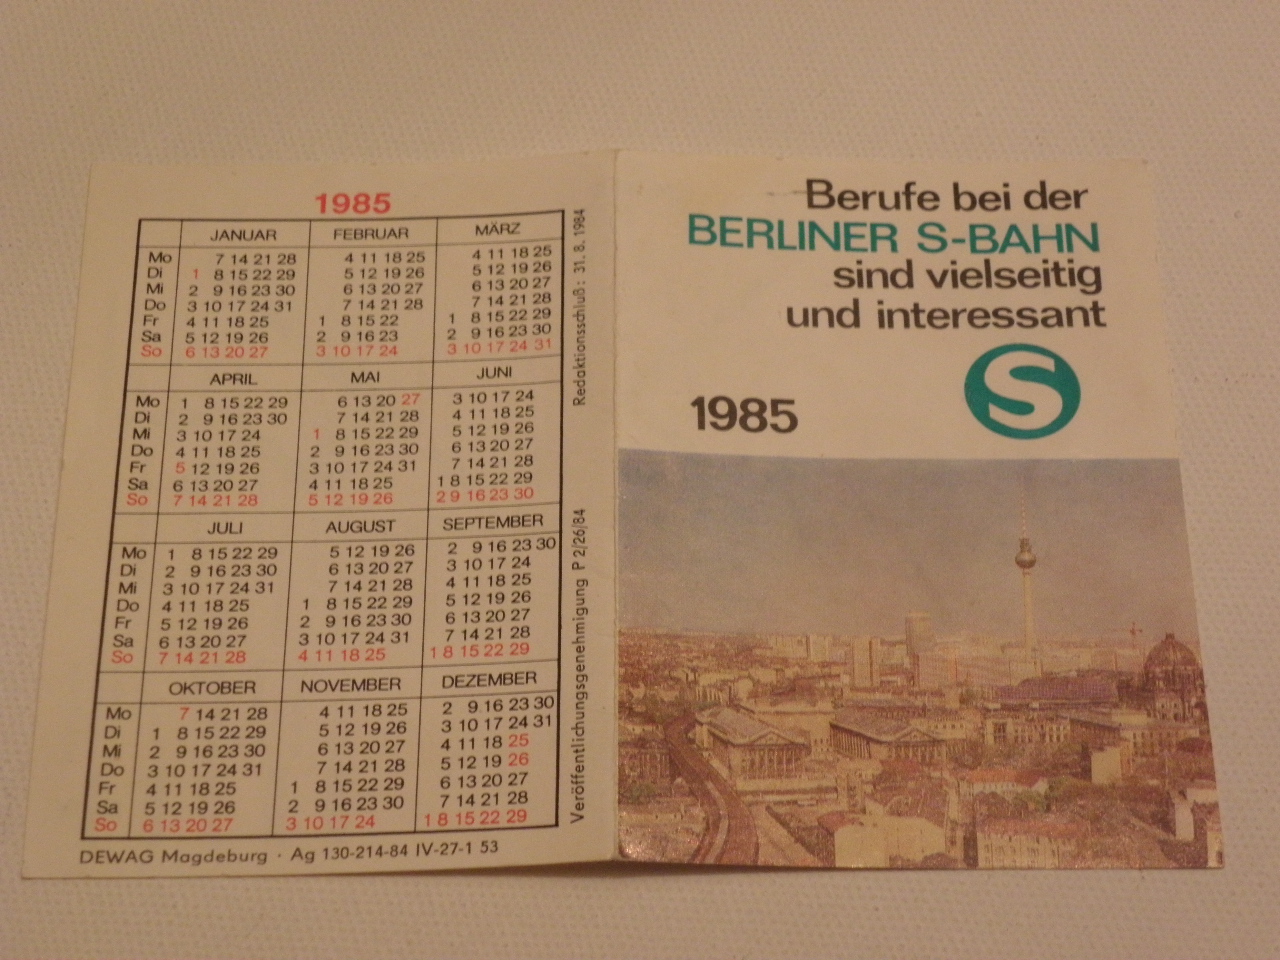 1985
JANUAR FEBRUAR MÄRZ
Mo 7 14 21 28 4 11 18 25 4 11 18 25
Di 1 8 15 22 29 5 12 19 26 5 12 19 26
Mi 2 9 16 23 30 6 13 20 27 6 13 20 27
Do 3 10 17 24 31 7 14 21 28 7 14 21 28
Fr 4 11 18 25 1 8 15 22 1 8 15 22 29
Sa 5 12 19 26 2 9 16 23 2 9 16 23 30
So 6 13 20 27 3 10 17 24 3 10 17 24 31
APRIL MAI JUNI
Mo 1 8 15 22 29 6 13 20 27 3 10 17 24
Di 2 9 16 23 30 7 14 21 28 4 11 18 25
Mi 3 10 17 24 1 8 15 22 29 5 12 19 26
Do 4 11 18 25 2 9 16 23 30 6 13 20 27
Fr 5 12 19 26 3 10 17 24 31 7 14 21 28
Sa 6 13 20 27 4 11 18 25 1 8 15 22 29
So 7 14 21 28 5 12 19 26 2 9 16 23 30
JULI AUGUST SEPTEMBER
Mo 1 8 15 22 29 5 12 19 26 2 9 16 23 30
Di 2 9 16 23 30 6 13 20 27 3 10 17 24
Mi 3 10 17 24 31 7 14 21 28 4 11 18 25
Do 4 11 18 25 1 8 15 22 29 5 12 19 26
Fr 5 12 19 26 2 9 16 23 30 6 13 20 27
Sa 6 13 20 27 3 10 17 24 31 7 14 21 28
So 7 14 21 28 4 11 18 25 1 8 15 22 29
OKTOBER NOVEMBER DEZEMBER
Mo 7 14 21 28 4 11 18 25 2 9 16 23 30
Di 1 8 15 22 29 5 12 19 26 3 10 17 24 31
Mi 2 9 16 23 30 6 13 20 27 4 11 18 25
Do 3 10 17 24 31 7 14 21 28 5 12 19 26
Fr 4 11 18 25 1 8 15 22 29 6 13 20 27
Sa 5 12 19 26 2 9 16 23 30 7 14 21 28
So 6 13 20 27 3 10 17 24 1 8 15 22 29
DEWAG Magdeburg · Ag 130-214-84 IV-27-1 53
Veröffentlichungsgenehmigung P 2/26/84 Redaktionsschluß: 31. 8. 1984
Berufe bei der
BERLINER S-BAHN
sind vielseitig
und interessant
S
1985